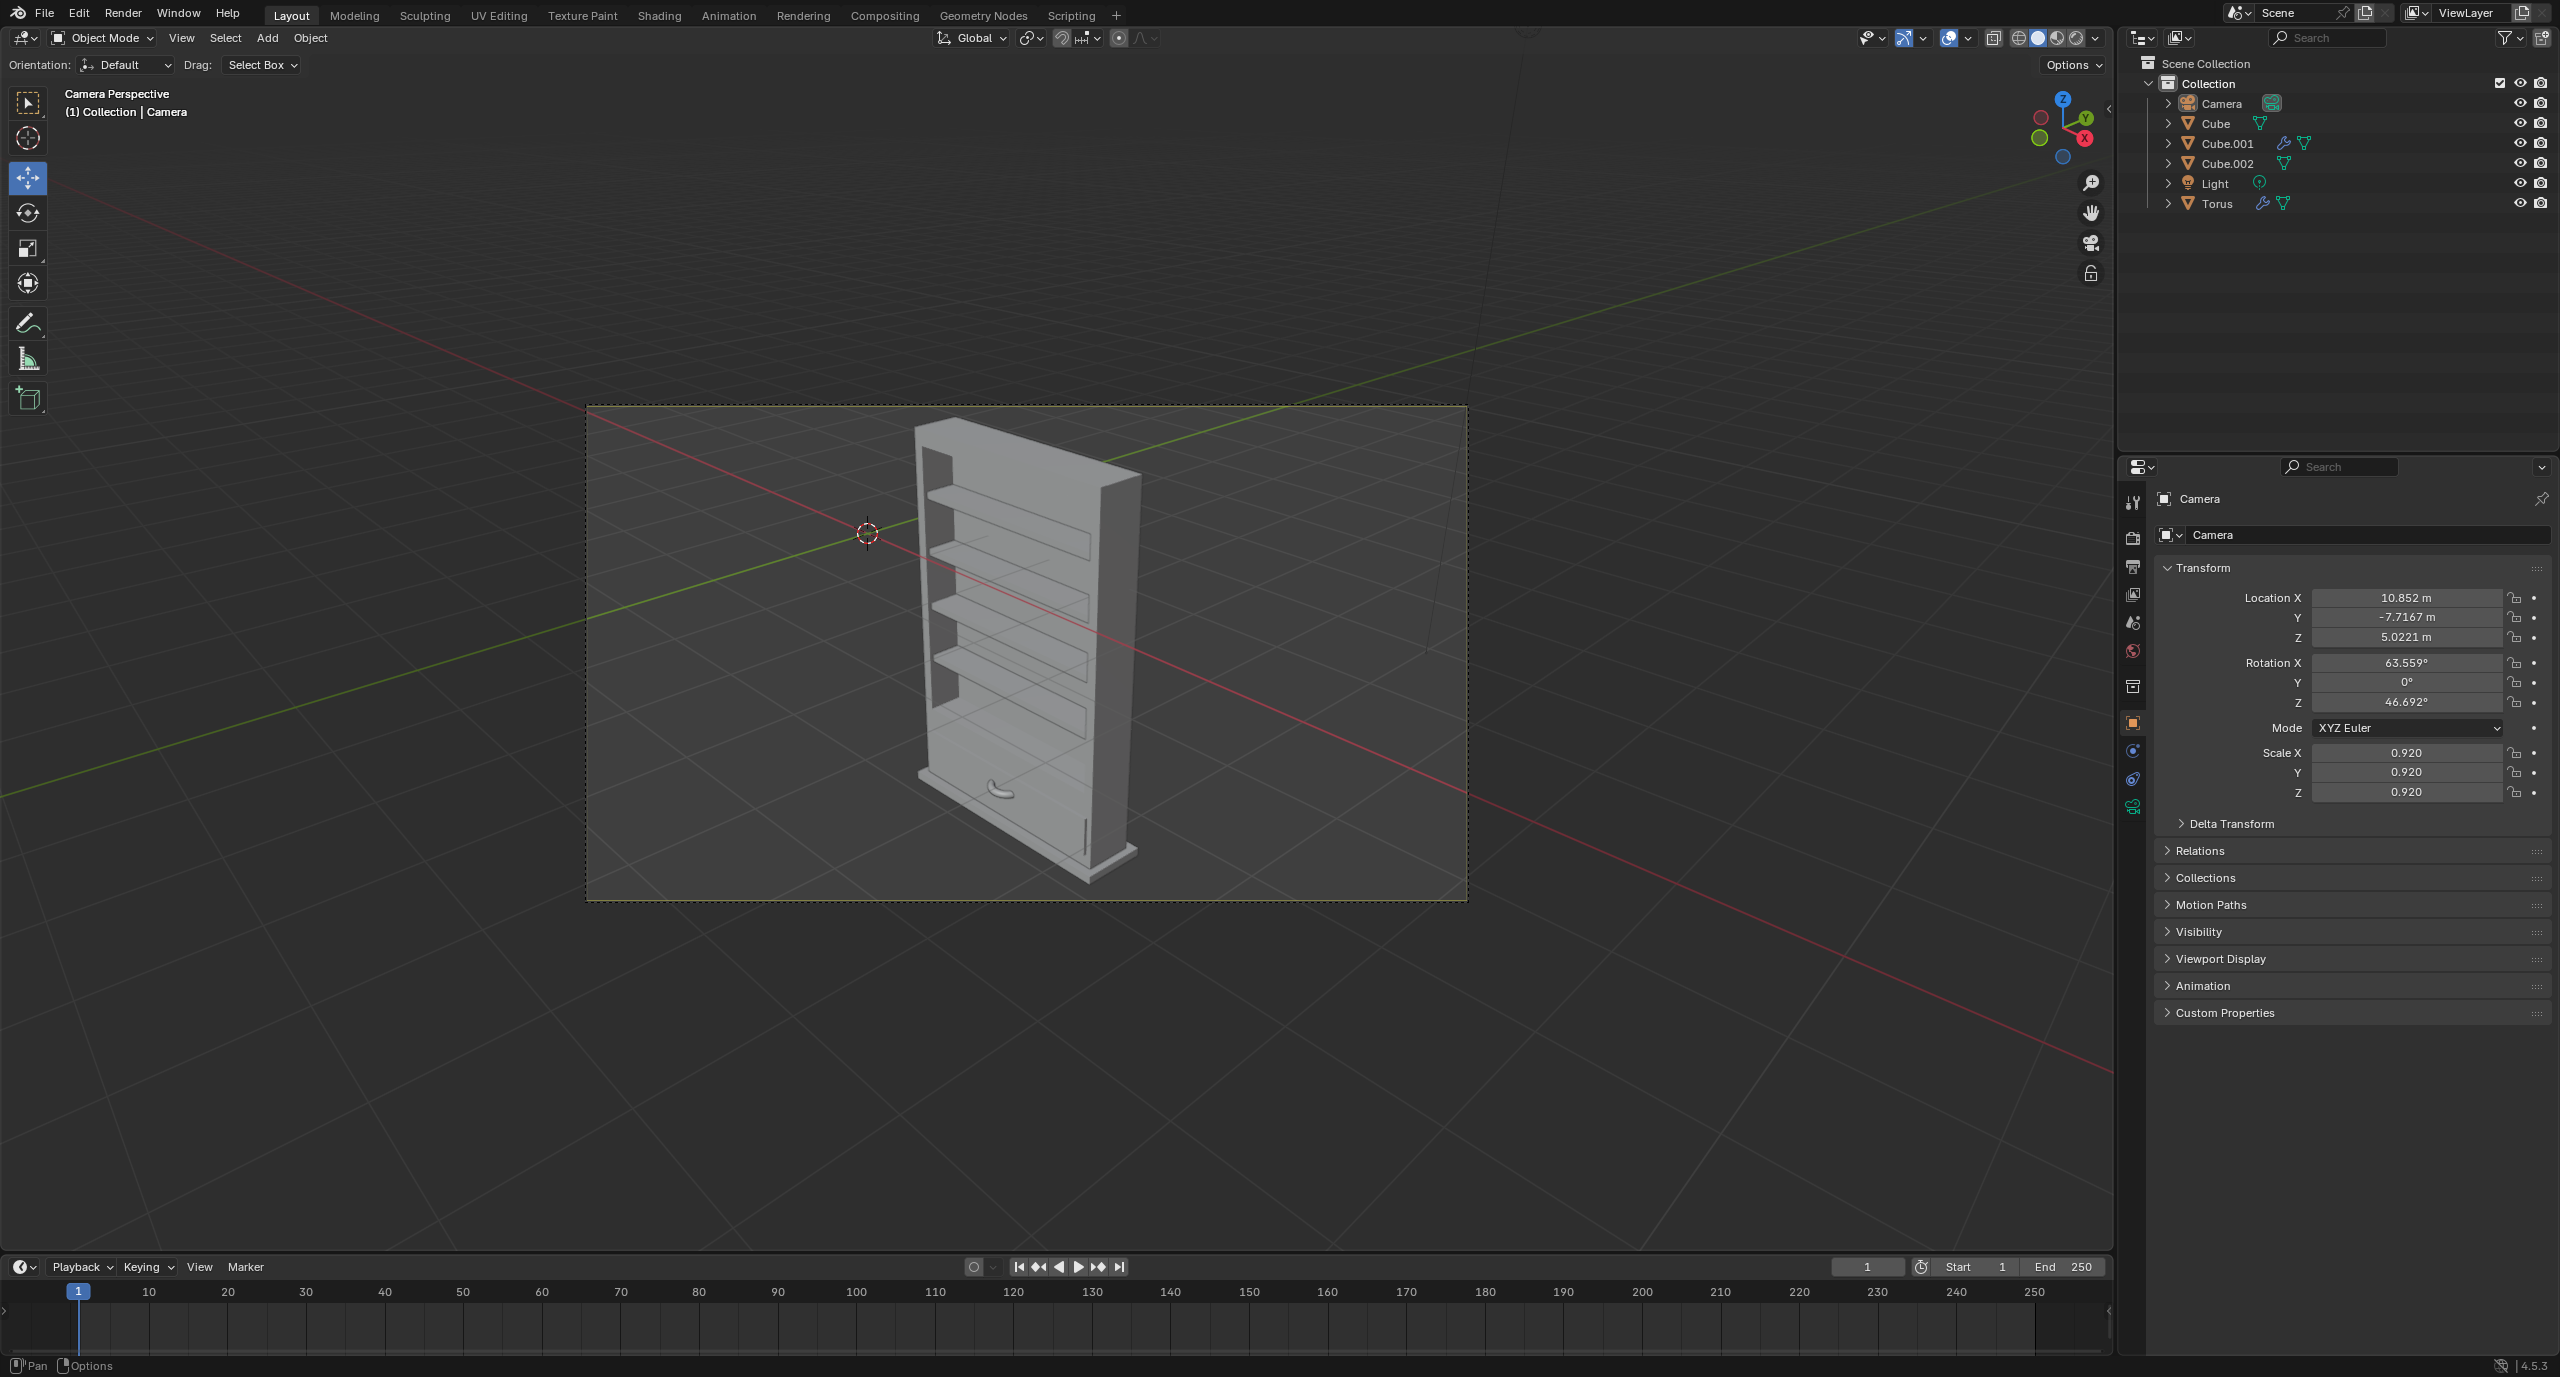 File Edit Render Window Help Layout Modeling Sculpting UV Editing Texture Paint Shading Animation Rendering Compositing Geometry Nodes Scripting + Scene ViewLayer
Object Mode View Select Add Object Global Search
Orientation: Default Drag: Select Box Options
Camera Perspective
(1) Collection | Camera
Z
Y
X
Scene Collection
Collection
Camera
Cube
Cube.001
Cube.002
Light
Torus
Search
Camera
Camera
Transform
Location X 10.852 m
Y -7.7167 m
Z 5.0221 m
Rotation X 63.559°
Y 0°
Z 46.692°
Mode XYZ Euler
Scale X 0.920
Y 0.920
Z 0.920
Delta Transform
Relations
Collections
Motion Paths
Visibility
Viewport Display
Animation
Custom Properties
Playback Keying View Marker 1 Start 1 End 250
1 10 20 30 40 50 60 70 80 90 100 110 120 130 140 150 160 170 180 190 200 210 220 230 240 250
Pan Options 4.5.3